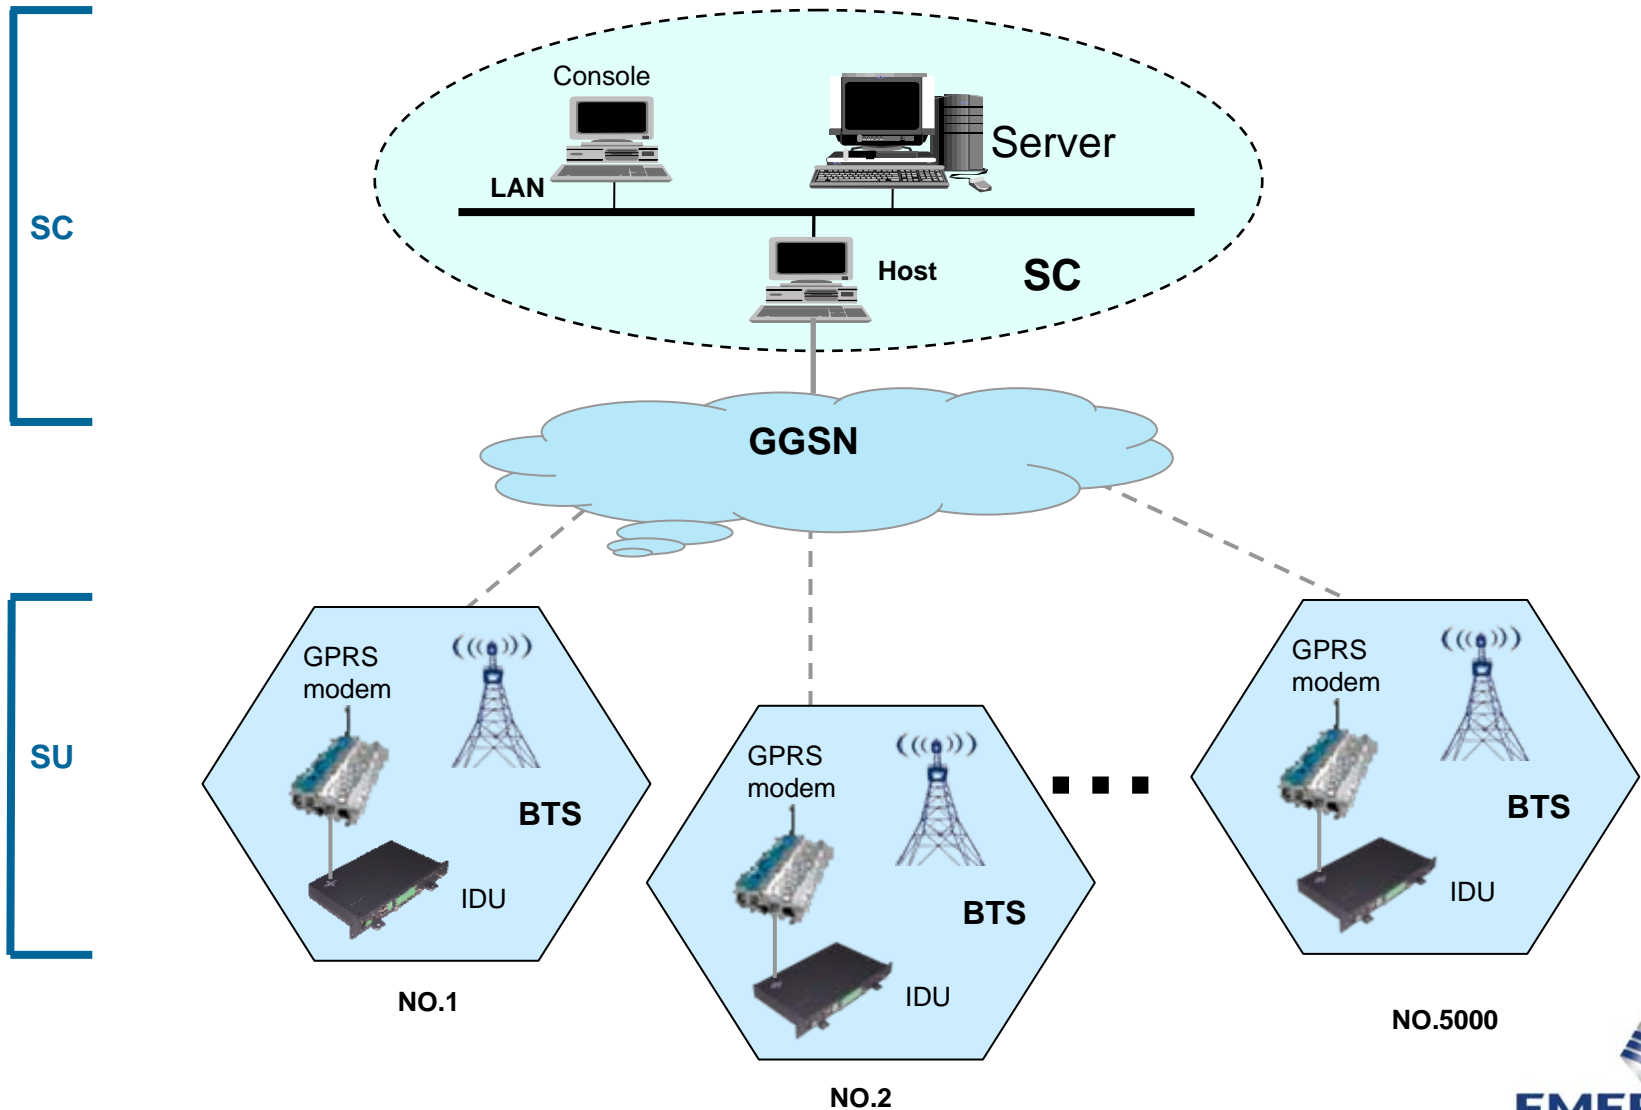 Console
Server
LAN
SC
Host
SC
GGSN
GPRS
modem
BTS
IDU
NO.1
SU
GPRS
modem
BTS
IDU
NO.2
GPRS
modem
BTS
IDU
NO.5000